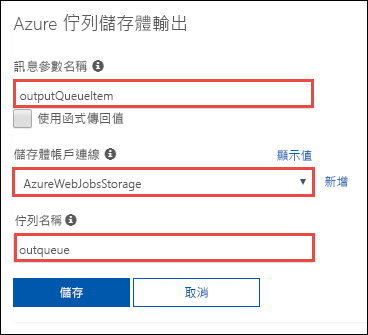 Azure 佇列儲存體輸出
訊息參數名稱
outputQueueItem
使用函式傳回值
儲存體帳戶連線 顯示值
AzureWebJobsStorage 新增
佇列名稱
outqueue
儲存 取消